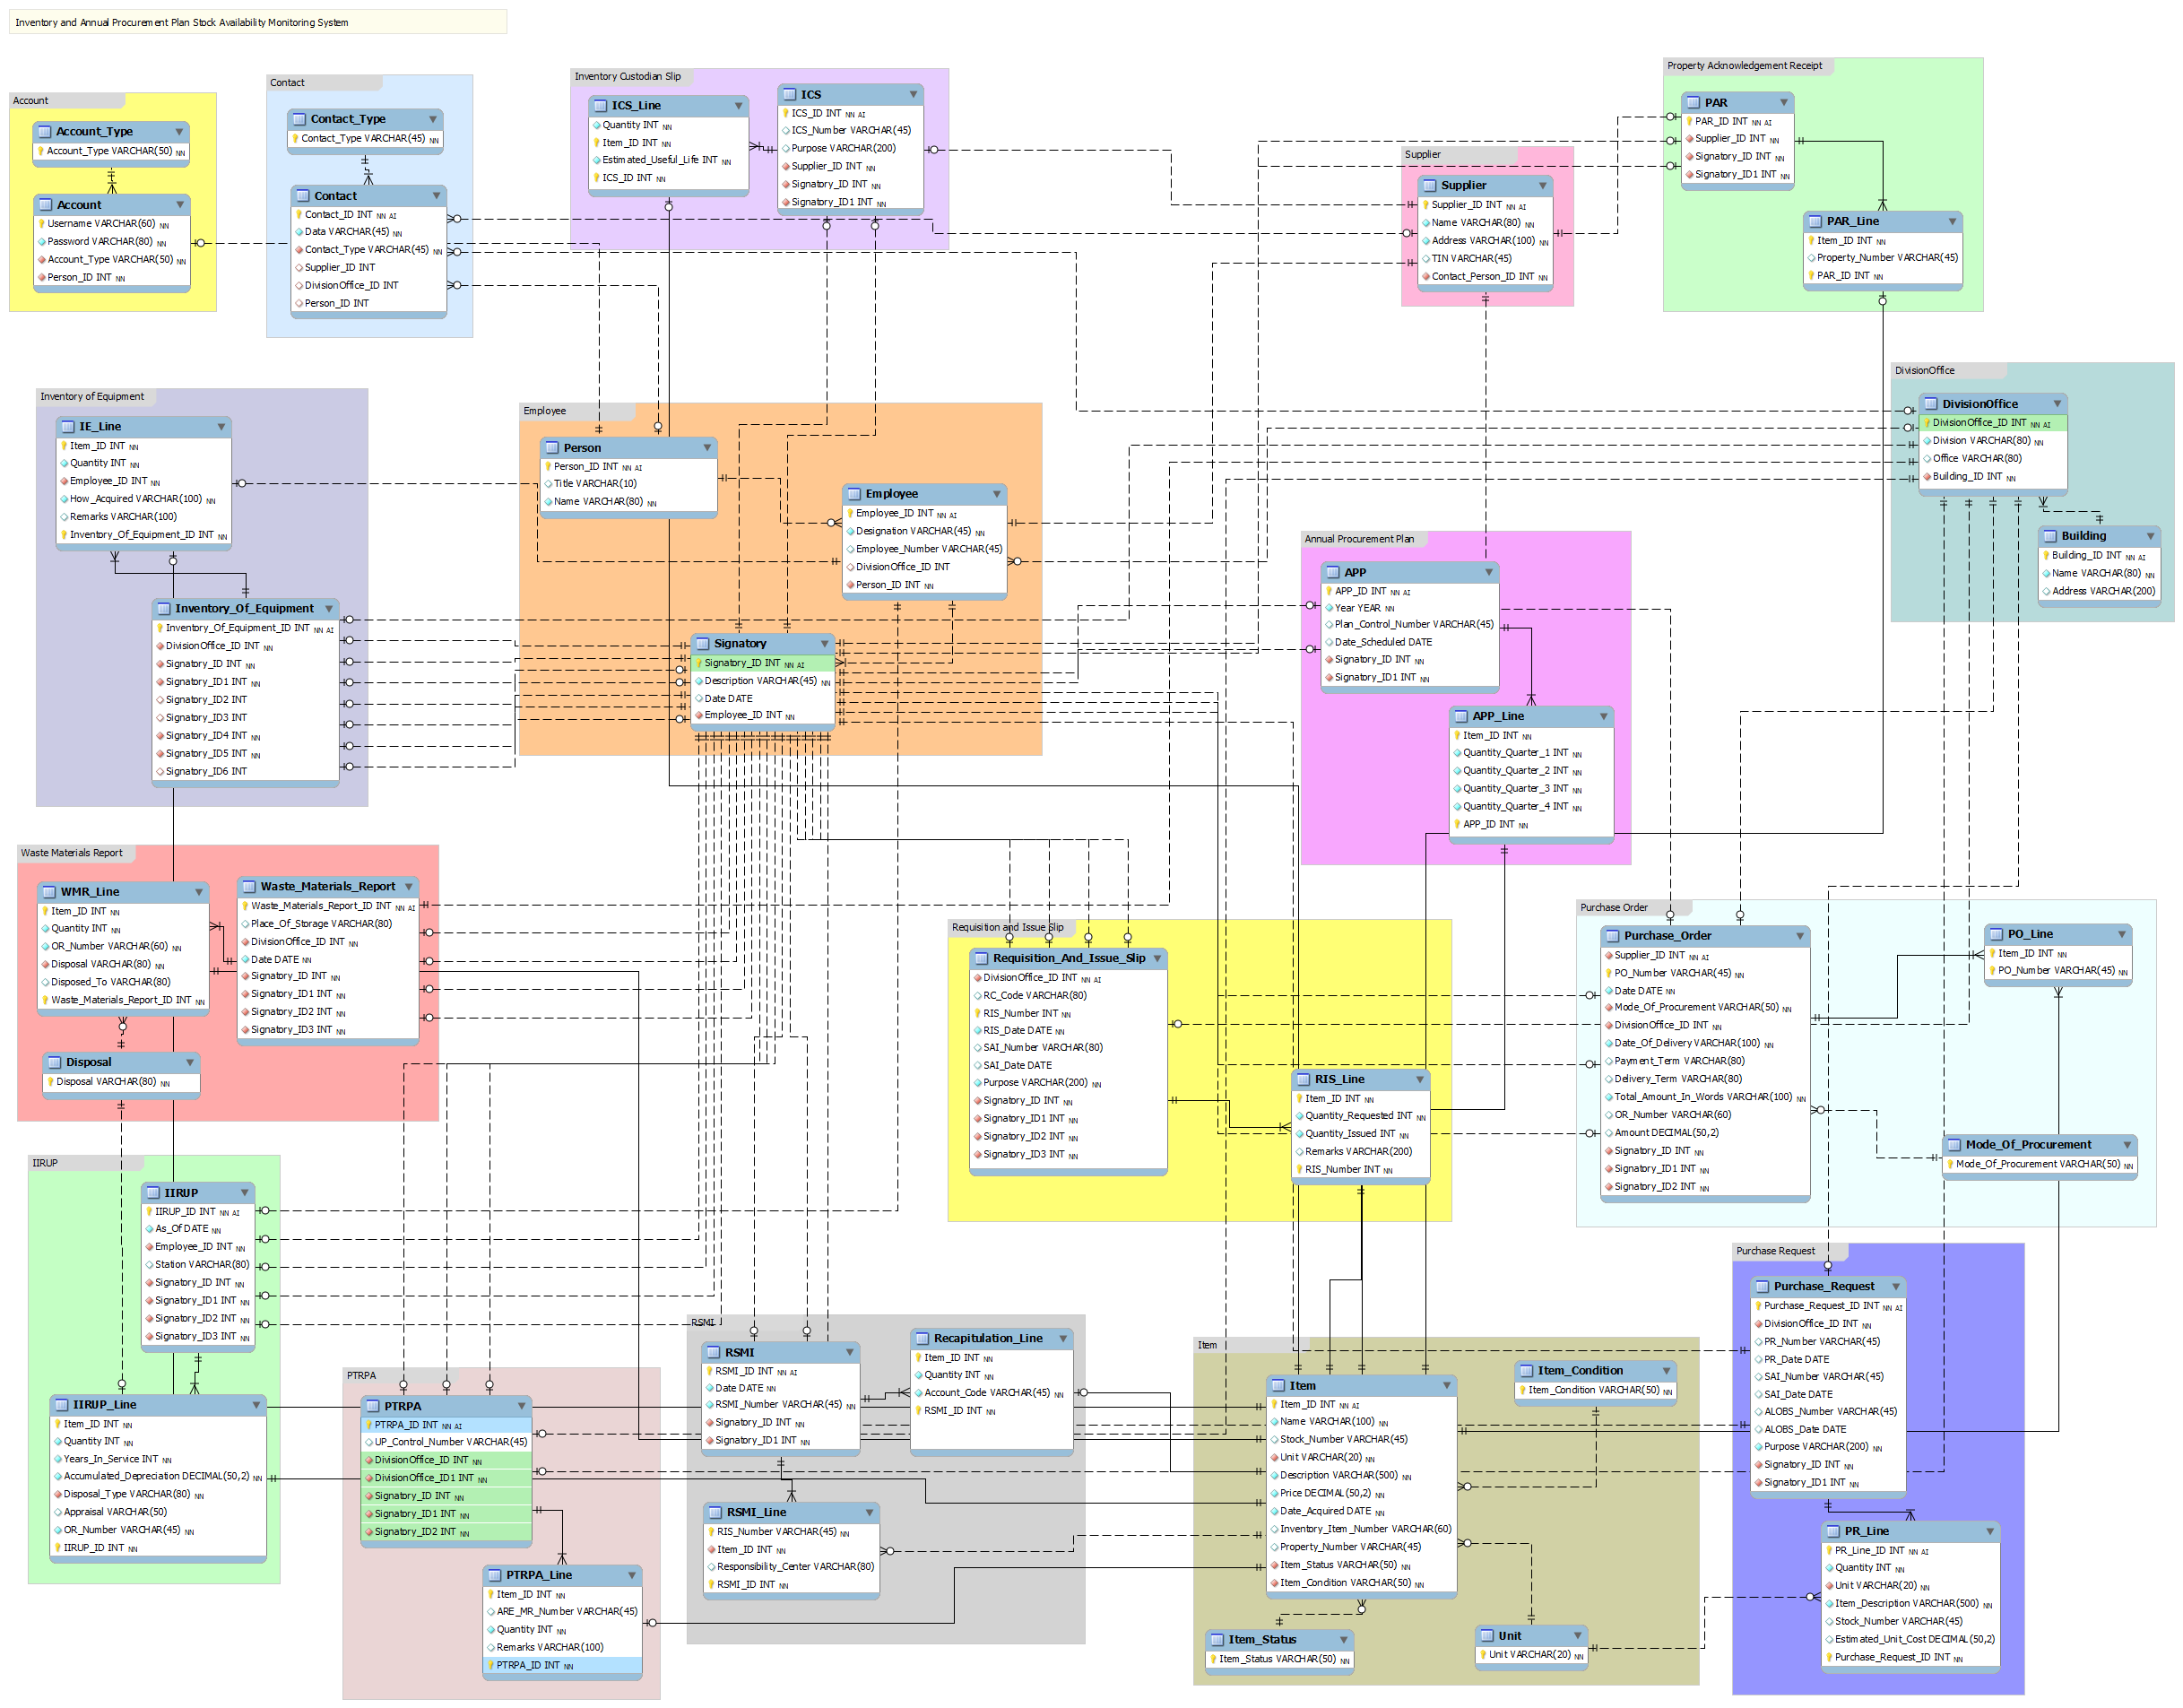 Inventory and Annual Procurement Plan Stock Availability Monitoring System
Account
Account_Type
Account_Type VARCHAR(50) NN
Account
Username VARCHAR(60) NN
Password VARCHAR(80) NN
Account_Type VARCHAR(50) NN
Person_ID INT NN
Contact
Contact_Type
Contact_Type VARCHAR(45) NN
Contact
Contact_ID INT NN AI
Data VARCHAR(45) NN
Contact_Type VARCHAR(45) NN
Supplier_ID INT
DivisionOffice_ID INT
Person_ID INT
Inventory Custodian Slip
ICS_Line
Quantity INT NN
Item_ID INT NN
Estimated_Useful_Life INT NN
ICS_ID INT NN
ICS
ICS_ID INT NN AI
ICS_Number VARCHAR(45)
Purpose VARCHAR(200)
Supplier_ID INT NN
Signatory_ID INT NN
Signatory_ID1 INT NN
Supplier
Supplier
Supplier_ID INT NN AI
Name VARCHAR(80) NN
Address VARCHAR(100) NN
TIN VARCHAR(45)
Contact_Person_ID INT NN
Property Acknowledgement Receipt
PAR
PAR_ID INT NN AI
Supplier_ID INT NN
Signatory_ID INT NN
Signatory_ID1 INT NN
PAR_Line
Item_ID INT NN
Property_Number VARCHAR(45)
PAR_ID INT NN
DivisionOffice
DivisionOffice
DivisionOffice_ID INT NN AI
Division VARCHAR(80) NN
Office VARCHAR(80)
Building_ID INT NN
Building
Building_ID INT NN AI
Name VARCHAR(80) NN
Address VARCHAR(200)
Inventory of Equipment
IE_Line
Item_ID INT NN
Quantity INT NN
Employee_ID INT NN
How_Acquired VARCHAR(100) NN
Remarks VARCHAR(100)
Inventory_Of_Equipment_ID INT NN
Inventory_Of_Equipment
Inventory_Of_Equipment_ID INT NN AI
DivisionOffice_ID INT NN
Signatory_ID INT NN
Signatory_ID1 INT NN
Signatory_ID2 INT
Signatory_ID3 INT
Signatory_ID4 INT NN
Signatory_ID5 INT NN
Signatory_ID6 INT
Employee
Person
Person_ID INT NN AI
Title VARCHAR(10)
Name VARCHAR(80) NN
Employee
Employee_ID INT NN AI
Designation VARCHAR(45) NN
Employee_Number VARCHAR(45)
DivisionOffice_ID INT
Person_ID INT NN
Signatory
Signatory_ID INT NN AI
Description VARCHAR(45) NN
Date DATE
Employee_ID INT NN
Annual Procurement Plan
APP
APP_ID INT NN AI
Year YEAR NN
Plan_Control_Number VARCHAR(45)
Date_Scheduled DATE
Signatory_ID INT NN
Signatory_ID1 INT NN
APP_Line
Item_ID INT NN
Quantity_Quarter_1 INT NN
Quantity_Quarter_2 INT NN
Quantity_Quarter_3 INT NN
Quantity_Quarter_4 INT NN
APP_ID INT NN
Waste Materials Report
WMR_Line
Item_ID INT NN
Quantity INT NN
OR_Number VARCHAR(60) NN
Disposal VARCHAR(80) NN
Disposed_To VARCHAR(80)
Waste_Materials_Report_ID INT NN
Waste_Materials_Report
Waste_Materials_Report_ID INT NN AI
Place_Of_Storage VARCHAR(80)
DivisionOffice_ID INT NN
Date DATE NN
Signatory_ID INT NN
Signatory_ID1 INT NN
Signatory_ID2 INT NN
Signatory_ID3 INT NN
Disposal
Disposal VARCHAR(80) NN
Requisition and Issue Slip
Requisition_And_Issue_Slip
DivisionOffice_ID INT NN AI
RC_Code VARCHAR(80)
RIS_Number INT NN
RIS_Date DATE NN
SAI_Number VARCHAR(80)
SAI_Date DATE
Purpose VARCHAR(200) NN
Signatory_ID INT NN
Signatory_ID1 INT NN
Signatory_ID2 INT NN
Signatory_ID3 INT NN
RIS_Line
Item_ID INT NN
Quantity_Requested INT NN
Quantity_Issued INT NN
Remarks VARCHAR(200)
RIS_Number INT NN
Purchase Order
Purchase_Order
Supplier_ID INT NN AI
PO_Number VARCHAR(45) NN
Date DATE NN
Mode_Of_Procurement VARCHAR(50) NN
DivisionOffice_ID INT NN
Date_Of_Delivery VARCHAR(100) NN
Payment_Term VARCHAR(80)
Delivery_Term VARCHAR(80)
Total_Amount_In_Words VARCHAR(100) NN
OR_Number VARCHAR(60)
Amount DECIMAL(50,2)
Signatory_ID INT NN
Signatory_ID1 INT NN
Signatory_ID2 INT NN
PO_Line
Item_ID INT NN
PO_Number VARCHAR(45) NN
Mode_Of_Procurement
Mode_Of_Procurement VARCHAR(50) NN
IIRUP
IIRUP
IIRUP_ID INT NN AI
As_Of DATE NN
Employee_ID INT NN
Station VARCHAR(80)
Signatory_ID INT NN
Signatory_ID1 INT NN
Signatory_ID2 INT NN
Signatory_ID3 INT NN
IIRUP_Line
Item_ID INT NN
Quantity INT NN
Years_In_Service INT NN
Accumulated_Depreciation DECIMAL(50,2) NN
Disposal_Type VARCHAR(80) NN
Appraisal VARCHAR(50)
OR_Number VARCHAR(45) NN
IIRUP_ID INT NN
PTRPA
PTRPA
PTRPA_ID INT NN AI
UP_Control_Number VARCHAR(45)
DivisionOffice_ID INT NN
DivisionOffice_ID1 INT NN
Signatory_ID INT NN
Signatory_ID1 INT NN
Signatory_ID2 INT NN
PTRPA_Line
Item_ID INT NN
ARE_MR_Number VARCHAR(45)
Quantity INT NN
Remarks VARCHAR(100)
PTRPA_ID INT NN
RSMI
RSMI
RSMI_ID INT NN AI
Date DATE NN
RSMI_Number VARCHAR(45) NN
Signatory_ID INT NN
Signatory_ID1 INT NN
Recapitulation_Line
Item_ID INT NN
Quantity INT NN
Account_Code VARCHAR(45) NN
RSMI_ID INT NN
RSMI_Line
RIS_Number VARCHAR(45) NN
Item_ID INT NN
Responsibility_Center VARCHAR(80)
RSMI_ID INT NN
Item
Item
Item_ID INT NN AI
Name VARCHAR(100) NN
Stock_Number VARCHAR(45)
Unit VARCHAR(20) NN
Description VARCHAR(500) NN
Price DECIMAL(50,2) NN
Date_Acquired DATE NN
Inventory_Item_Number VARCHAR(60)
Property_Number VARCHAR(45)
Item_Status VARCHAR(50) NN
Item_Condition VARCHAR(50) NN
Item_Condition
Item_Condition VARCHAR(50) NN
Item_Status
Item_Status VARCHAR(50) NN
Unit
Unit VARCHAR(20) NN
Purchase Request
Purchase_Request
Purchase_Request_ID INT NN AI
DivisionOffice_ID INT NN
PR_Number VARCHAR(45)
PR_Date DATE
SAI_Number VARCHAR(45)
SAI_Date DATE
ALOBS_Number VARCHAR(45)
ALOBS_Date DATE
Purpose VARCHAR(200) NN
Signatory_ID INT NN
Signatory_ID1 INT NN
PR_Line
PR_Line_ID INT NN AI
Quantity INT NN
Unit VARCHAR(20) NN
Item_Description VARCHAR(500) NN
Stock_Number VARCHAR(45)
Estimated_Unit_Cost DECIMAL(50,2)
Purchase_Request_ID INT NN